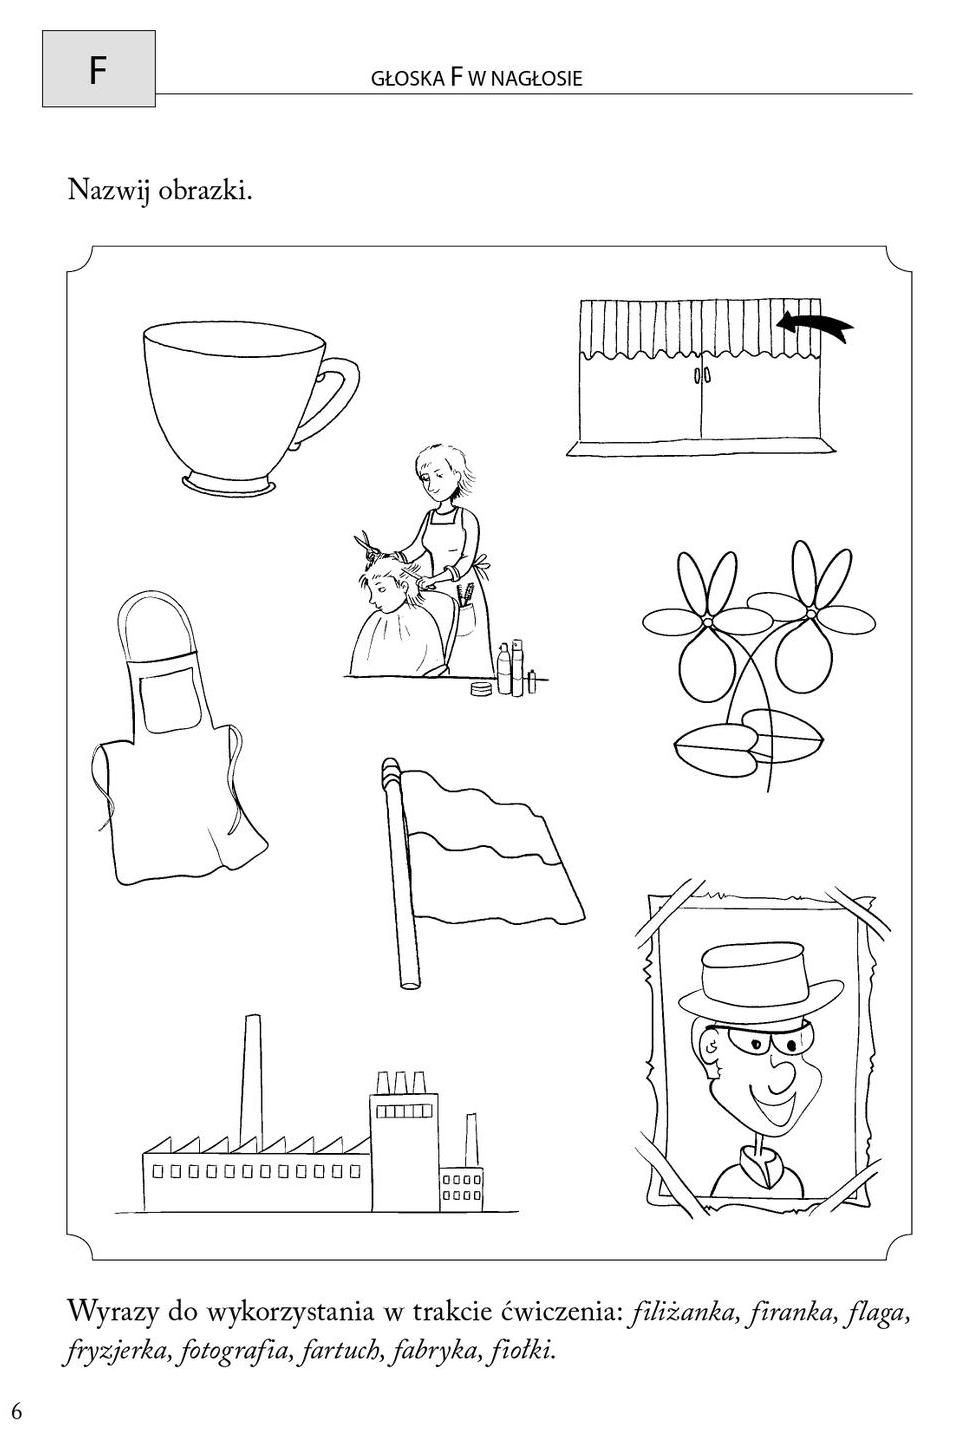 F
GŁOSKA F W NAGŁOSIE
Nazwij obrazki.
Wyrazy do wykorzystania w trakcie ćwiczenia: filiżanka, firanka, flaga,
fryzjerka, fotografia, fartuch, fabryka, fiołki.
6